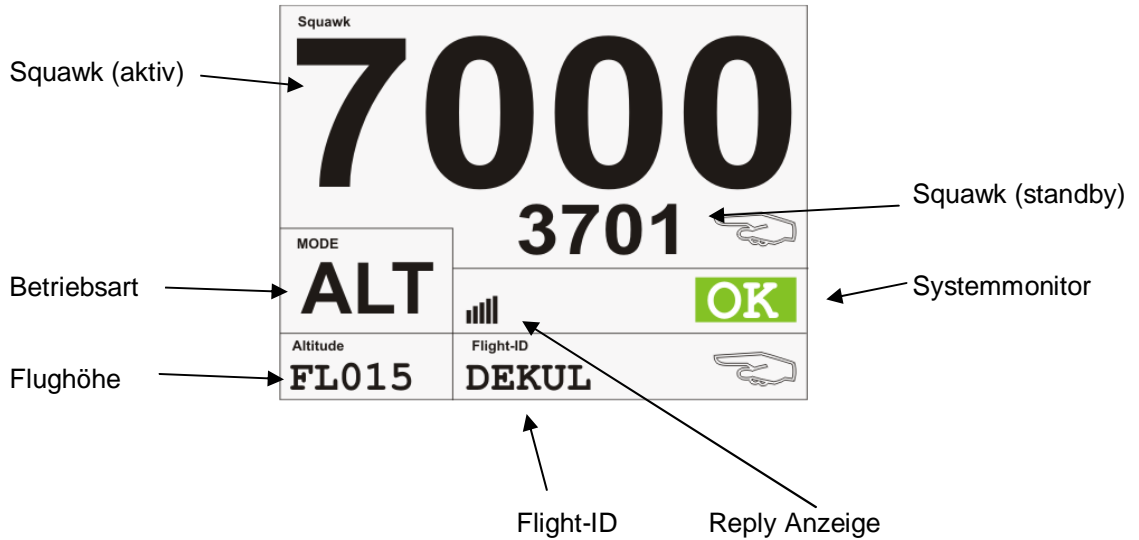 Squawk
7000
Squawk (aktiv)
3701
Squawk (standby)
MODE
ALT
Betriebsart
OK
Systemmonitor
Altitude
FL015
Flight-ID
DEKUL
Flughöhe
Flight-ID
Reply Anzeige